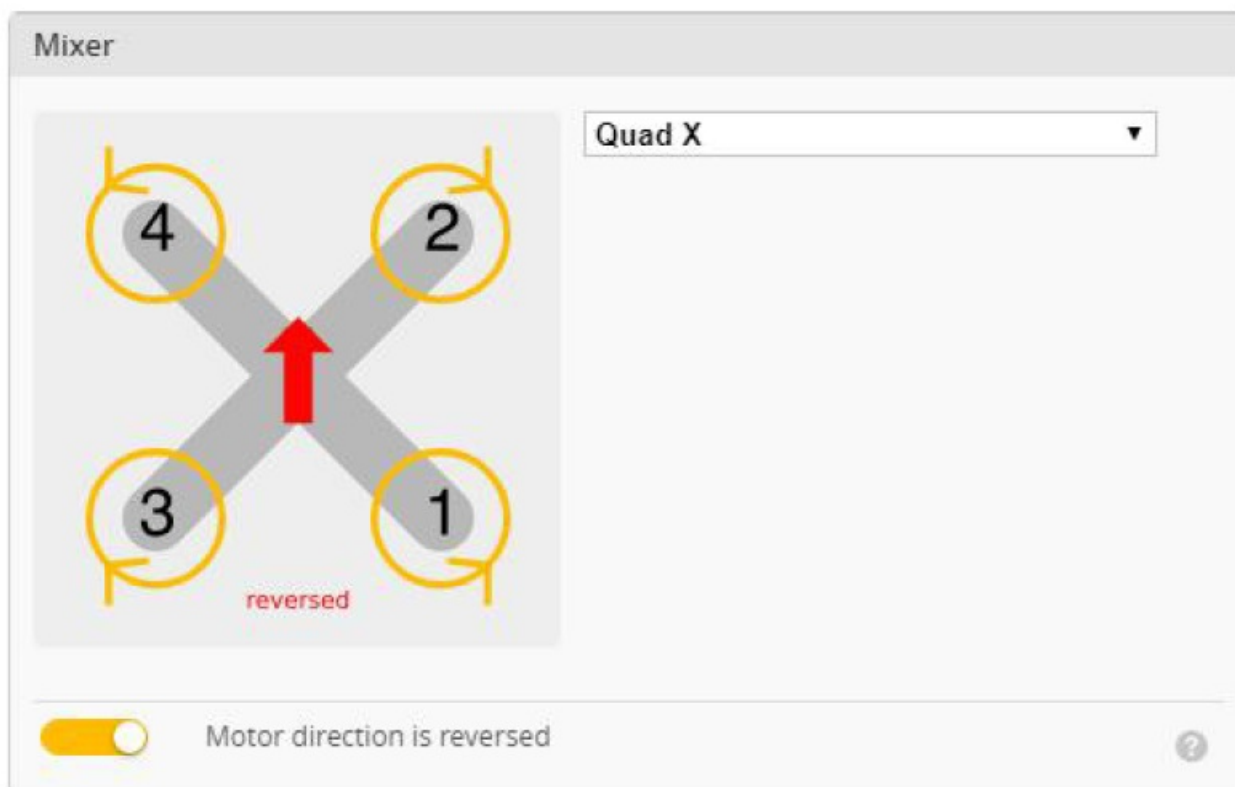 Mixer
Quad X
4 2
3 1
reversed
Motor direction is reversed
?